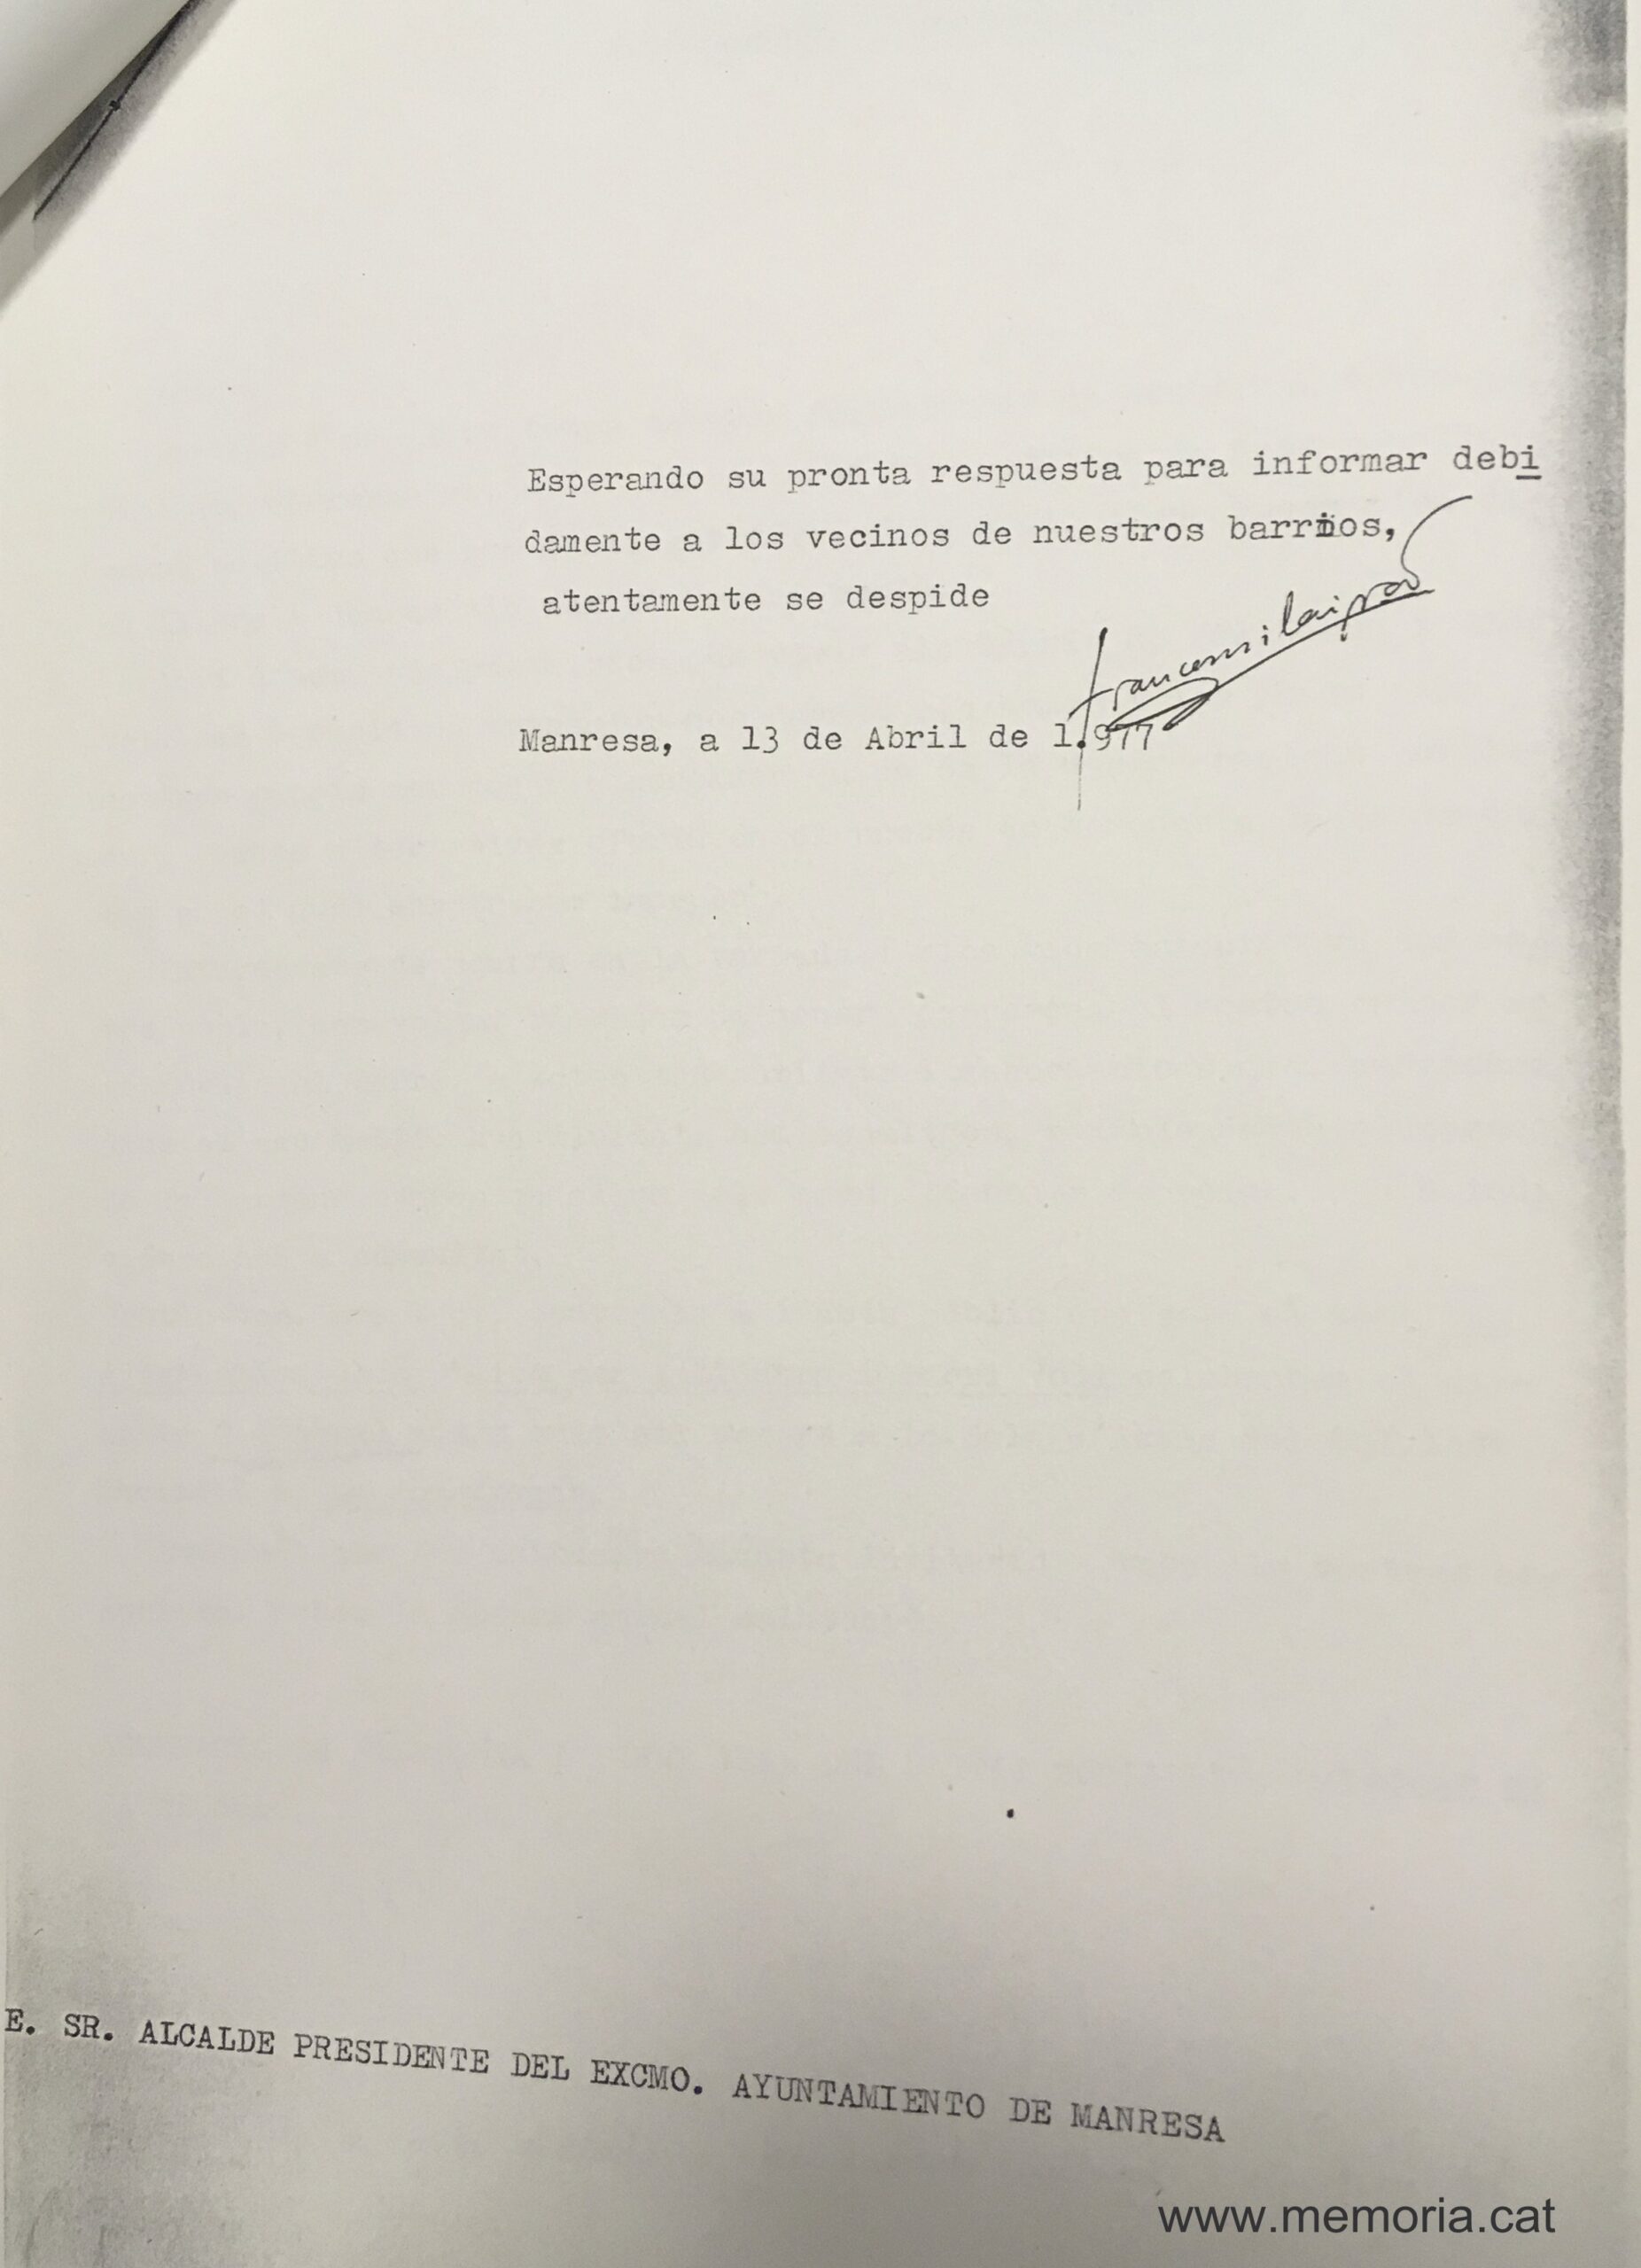 Esperando su pronta respuesta para informar debi
damente a los vecinos de nuestros barrios,
atentamente se despide
Manresa, a 13 de Abril de 1.977
E. SR. ALCALDE PRESIDENTE DEL EXCMO. AYUNTAMIENTO DE MANRESA
www.memoria.cat